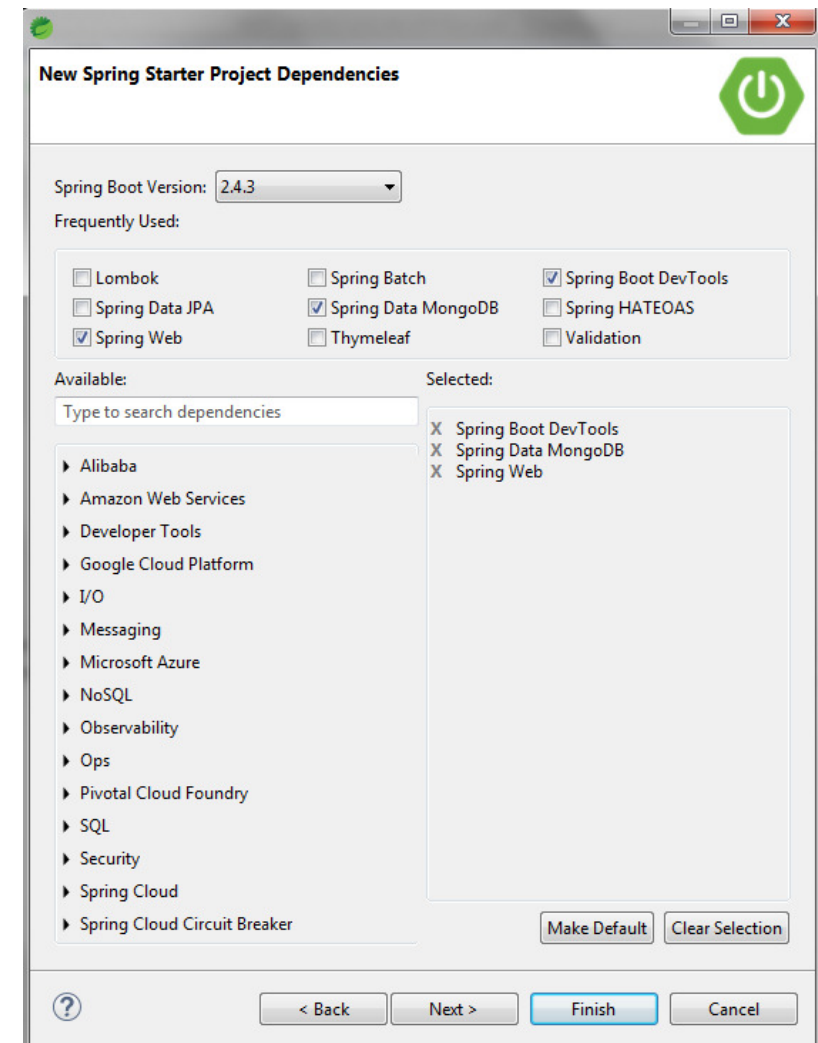 New Spring Starter Project Dependencies
Spring Boot Version: 2.4.3
Frequently Used:
Lombok Spring Batch Spring Boot DevTools
Spring Data JPA Spring Data MongoDB Spring HATEOAS
Spring Web Thymeleaf Validation
Available: Selected:
Type to search dependencies
X Spring Boot DevTools
X Spring Data MongoDB
X Spring Web
Alibaba
Amazon Web Services
Developer Tools
Google Cloud Platform
I/O
Messaging
Microsoft Azure
NoSQL
Observability
Ops
Pivotal Cloud Foundry
SQL
Security
Spring Cloud
Spring Cloud Circuit Breaker
Make Default Clear Selection
? < Back Next > Finish Cancel